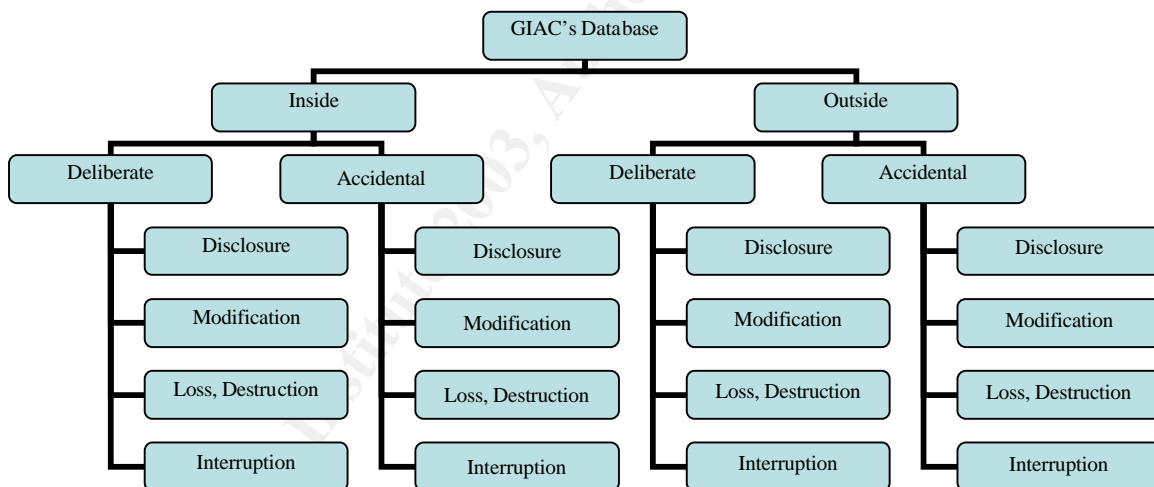 GIAC's Database
Inside
Outside
Deliberate
Accidental
Deliberate
Accidental
Disclosure
Disclosure
Disclosure
Disclosure
Modification
Modification
Modification
Modification
Loss, Destruction
Loss, Destruction
Loss, Destruction
Loss, Destruction
Interruption
Interruption
Interruption
Interruption
2003,